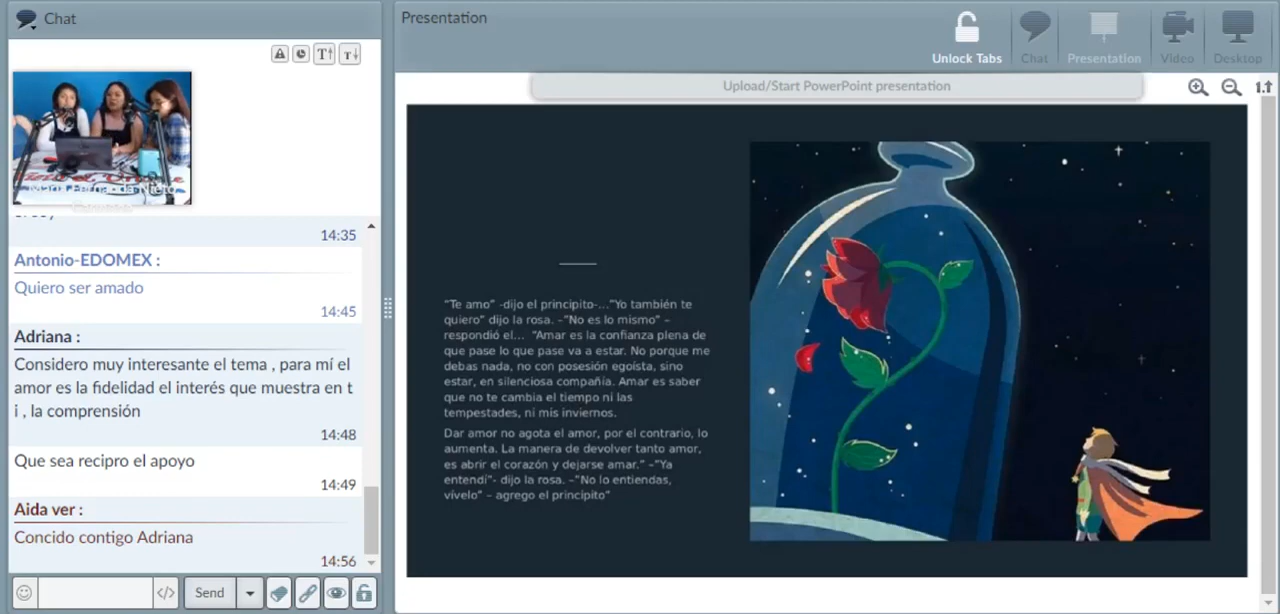 Chat
T
T
María Fernanda Nieto
Carmona
14:35
Antonio-EDOMEX :
Quiero ser amado
14:45
Adriana :
Considero muy interesante el tema , para mí el
amor es la fidelidad el interés que muestra en t
i , la comprensión
14:48
Que sea recipro el apoyo
14:49
Aida ver :
Concido contigo Adriana
14:56
</>
Send
Presentation
Unlock Tabs
Chat
Presentation
Video
Desktop
Upload/Start PowerPoint presentation
"Te amo" -dijo el principito-..."Yo también te
quiero" dijo la rosa. -"No es lo mismo" –
respondió el... "Amar es la confianza plena de
que pase lo que pase va a estar. No porque me
debas nada, no con posesión egoísta, sino
estar, en silenciosa compañía. Amar es saber
que no te cambia el tiempo ni las
tempestades, ni mis inviernos.
Dar amor no agota el amor, por el contrario, lo
aumenta. La manera de devolver tanto amor,
es abrir el corazón y dejarse amar." –"Ya
entendí"- dijo la rosa. –"No lo entiendas,
vívelo" – agrego el principito"